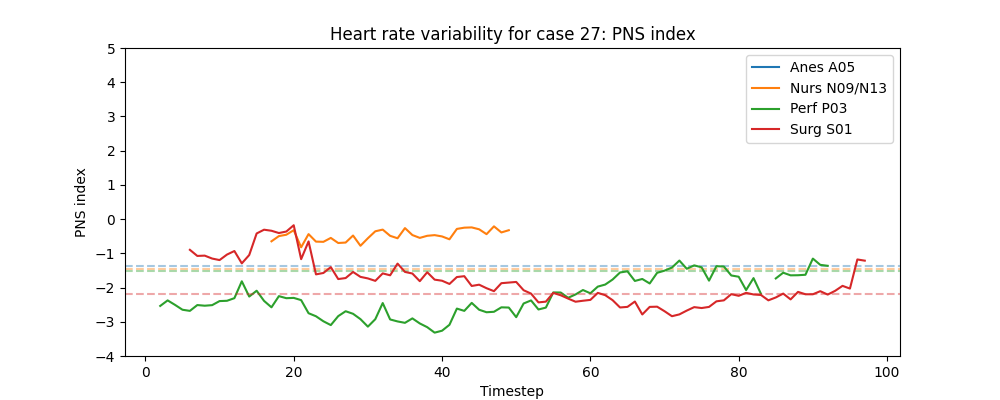 Heart rate variability for case 27: PNS index
Anes A05
Nurs N09/N13
Perf P03
Surg S01
PNS index
5
4
3
2
1
0
−1
−2
−3
−4
0
20
40
60
80
100
Timestep